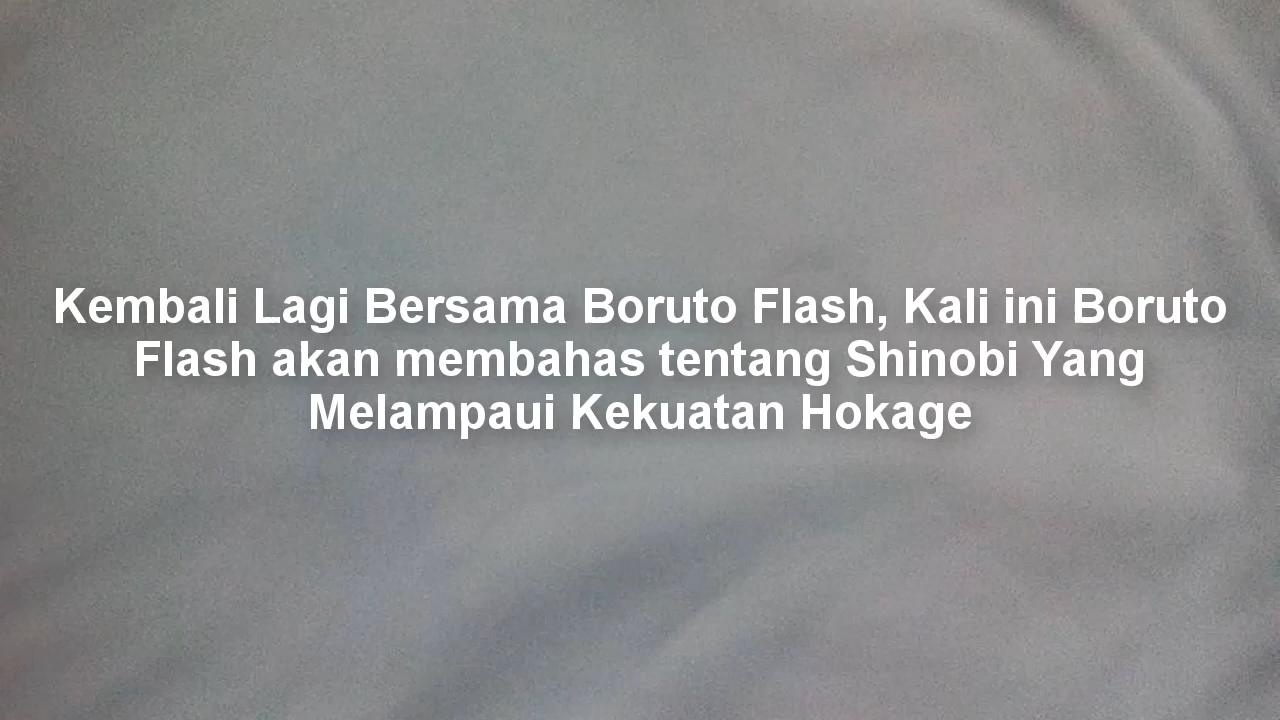 Kembali Lagi Bersama Boruto Flash, Kali ini Boruto
Flash akan membahas tentang Shinobi Yang
Melampaui Kekuatan Hokage